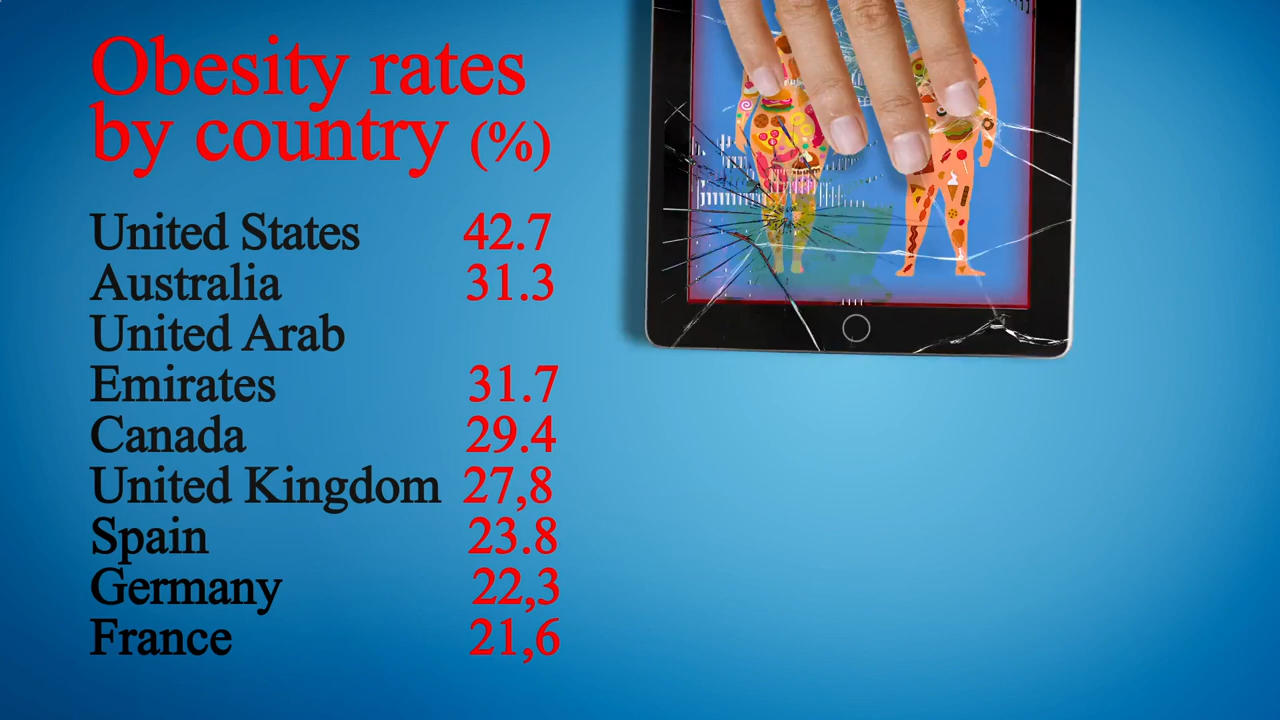 Obesity rates
by country (%)
United States 42.7
Australia 31.3
United Arab
Emirates 31.7
Canada 29.4
United Kingdom 27,8
Spain 23.8
Germany 22,3
France 21,6